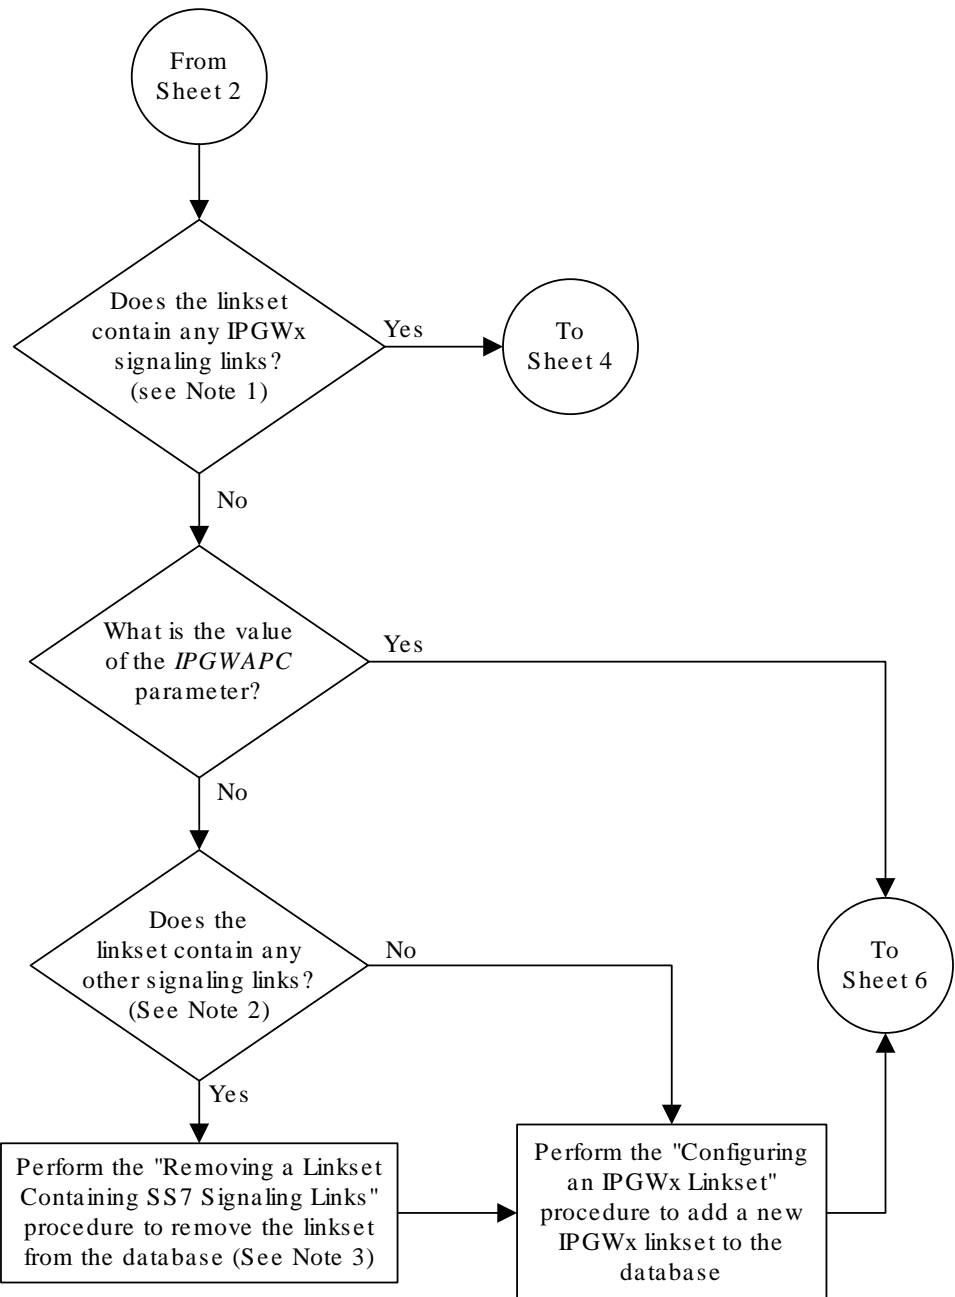 From
Sheet 2
Does the linkset
contain any IPGWx
signaling links?
(see Note 1)
Yes
To
Sheet 4
No
What is the value
of the IPGWAPC
parameter?
Yes
No
Does the
linkset contain any
other signaling links?
(See Note 2)
No
To
Sheet 6
Yes
Perform the "Removing a Linkset
Containing SS7 Signaling Links"
procedure to remove the linkset
from the database (See Note 3)
Perform the "Configuring
an IPGWx Linkset"
procedure to add a new
IPGWx linkset to the
database